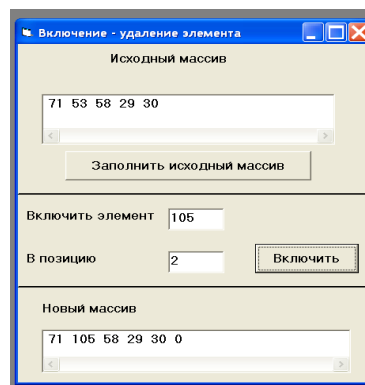 Включение - удаление элемента
Исходный массив
71 53 58 29 30
Заполнить исходный массив
Включить элемент 105
В позицию 2 Включить
Новый массив
71 105 58 29 30 0